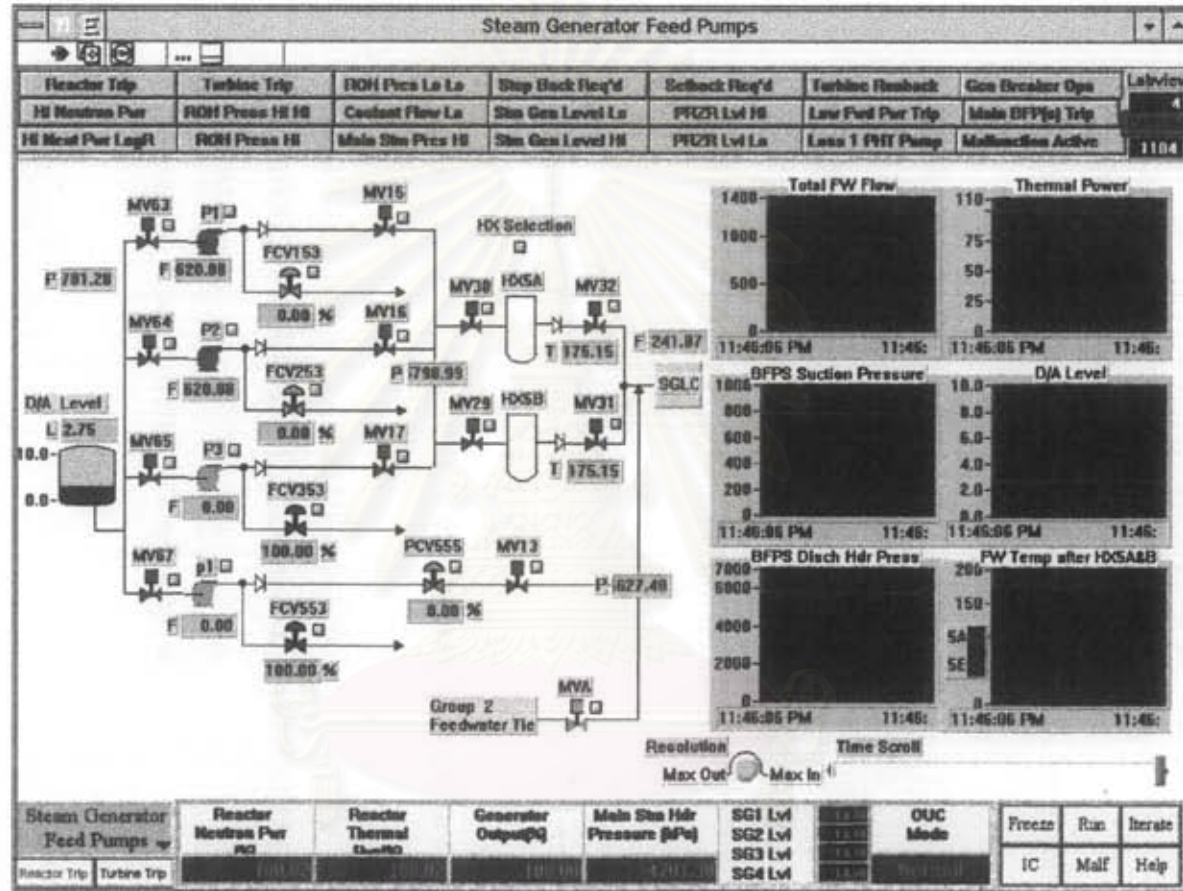 Steam Generator Feed Pumps
...
Reactor Trip Turbine Trip ROH Pres Lo Lo Step Back Req'd Setback Req'd Turbine Runback Gen Breaker Opn Labview
HI Neutron Pwr ROH Press HI HI Coolant Flow Lo Stm Gen Level Lo PRZR Lvl HI Low Fwd Pwr Trip Main BFP(s) Trip 4
HI Neut Pwr LogR ROH Press HI Main Stm Pres HI Stm Gen Level HI PRZR Lvl Lo Loss 1 PHT Pump Malfunction Active 1104
MV63 P1 MV15
F 620.88
P 781.28
FCV153
0.00 %
MV64 P2 MV16
F 620.88
P 5798.99
FCV253
0.00 %
D/A Level
L 2.75
10.0
0.0
MV65 P3 MV17
F 0.00
FCV353
100.00 %
MV67 p1 PCV555 MV13
F 0.00
0.00 %
P
FCV553
100.00 %
HX Selection
MV30 HX5A MV32
T 175.15
F 241.87
SGLC
MV29 HX5B MV31
T 175.15
Group 2
Feedwater Tie
MVA
Total FW Flow
1400
1000
500
0
11:46:06 PM 11:46:
Thermal Power
110
75
50
25
0
11:46:06 PM 11:46:
BFPS Suction Pressure
1000
800
600
400
200
0
11:46:06 PM 11:46:
D/A Level
10.0
8.0
6.0
4.0
2.0
0
11:46:06 PM 11:46:
BFPS Disch Hdr Press
7000
6000
4000
2000
0
11:46:06 PM 11:46:
FW Temp after HX5A&B
200
150
5A
0
11:46:06 PM 11:46:
Resolution
Max Out Max In
Time Scroll
Steam Generator
Feed Pumps
Reactor Trip Turbine Trip
Reactor
Neutron Pwr
Reactor
Thermal
Generator
Output(%)
100.00
Main Stm Hdr
Pressure (kPa)
SG1 Lvl
SG2 Lvl
SG3 Lvl
SG4 Lvl
OUC
Mode
Freeze Run Iterate
IC Malf Help